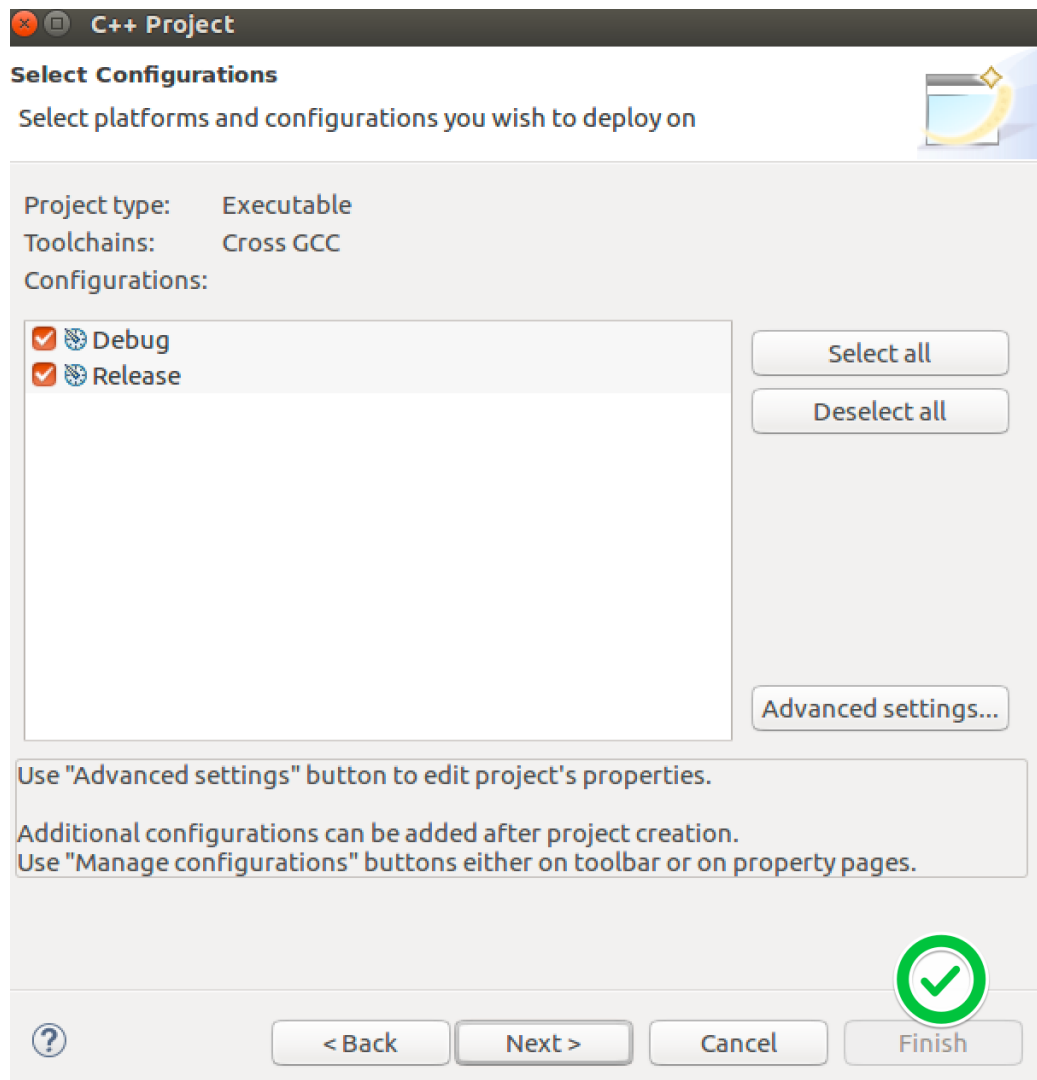 C++ Project
Select Configurations
Select platforms and configurations you wish to deploy on
Project type: Executable
Toolchains: Cross GCC
Configurations:
Debug
Release
Select all
Deselect all
Advanced settings...
Use "Advanced settings" button to edit project's properties.
Additional configurations can be added after project creation.
Use "Manage configurations" buttons either on toolbar or on property pages.
?
< Back
Next >
Cancel
Finish